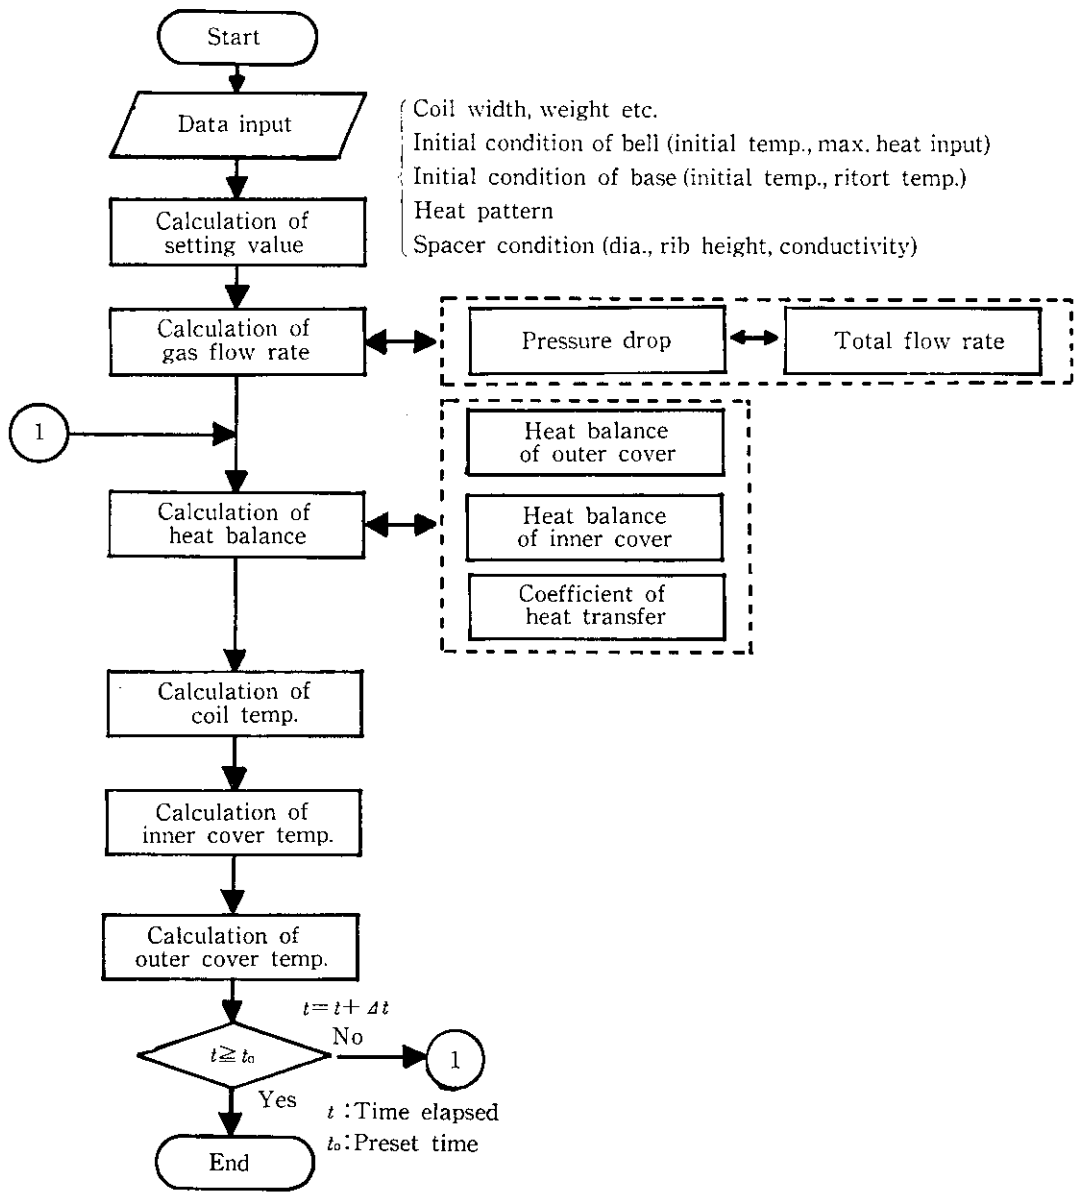 Start
Data input
Coil width, weight etc.
Initial condition of bell (initial temp., max. heat input)
Initial condition of base (initial temp., ritort temp.)
Heat pattern
Spacer condition (dia., rib height, conductivity)
Calculation of
setting value
Calculation of
gas flow rate
Pressure drop
Total flow rate
1
Heat balance
of outer cover
Calculation of
heat balance
Heat balance
of inner cover
Coefficient of
heat transfer
Calculation of
coil temp.
Calculation of
inner cover temp.
Calculation of
outer cover temp.
t=t+ Δt
No
t≧t₀
1
Yes
t :Time elapsed
t₀:Preset time
End